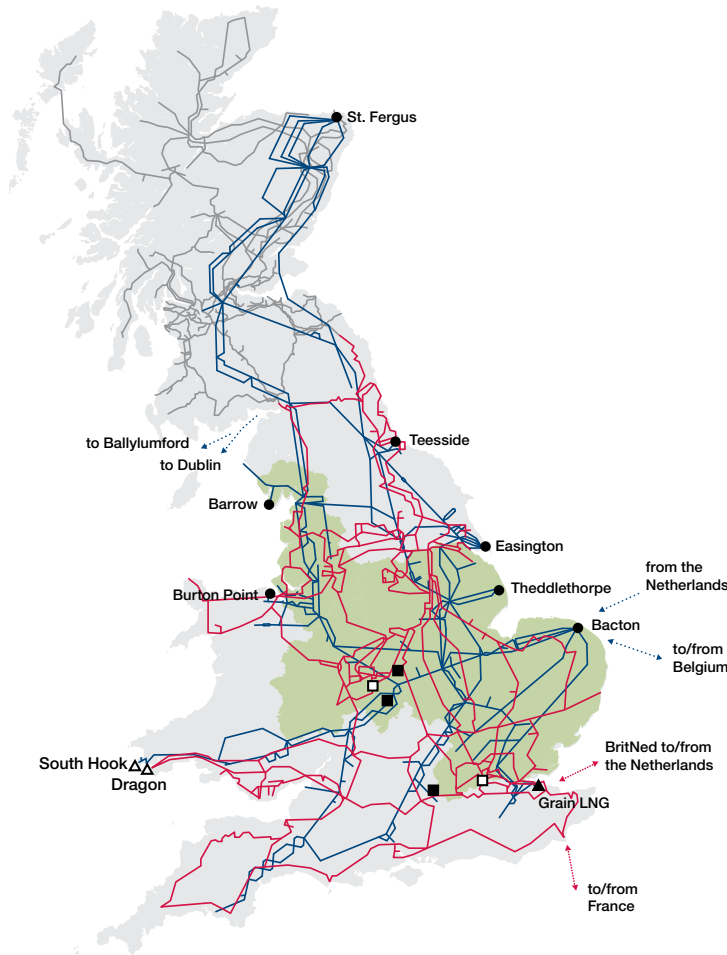 St. Fergus
to Ballylumford
to Dublin
Teesside
Barrow
Easington
Burton Point
Theddlethorpe
from the
Netherlands
Bacton
to/from
Belgium
South Hook
Dragon
BritNed to/from
the Netherlands
Grain LNG
to/from
France